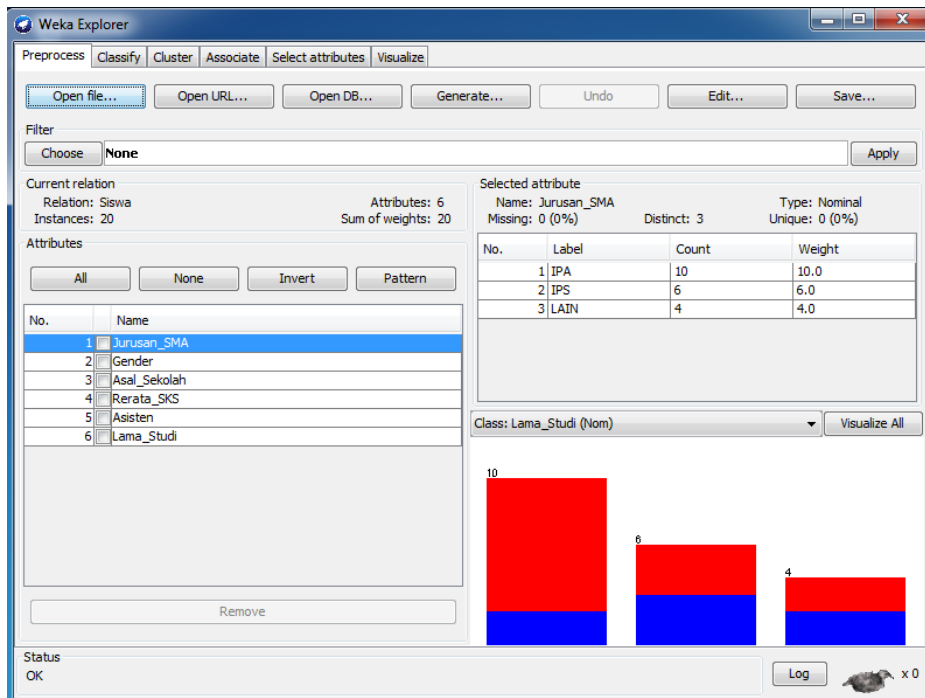 Weka Explorer
Preprocess Classify Cluster Associate Select attributes Visualize
Open file... Open URL... Open DB... Generate... Undo Edit... Save...
Filter
Choose None Apply
Current relation
Relation: Siswa Attributes: 6
Instances: 20 Sum of weights: 20
Attributes
All None Invert Pattern
No. Name
1 Jurusan_SMA
2 Gender
3 Asal_Sekolah
4 Rerata_SKS
5 Asisten
6 Lama_Studi
Remove
Selected attribute
Name: Jurusan_SMA Type: Nominal
Missing: 0 (0%) Distinct: 3 Unique: 0 (0%)
No. Label Count Weight
1 IPA 10 10.0
2 IPS 6 6.0
3 LAIN 4 4.0
Class: Lama_Studi (Nom) Visualize All
10
6
4
Status
OK Log x 0